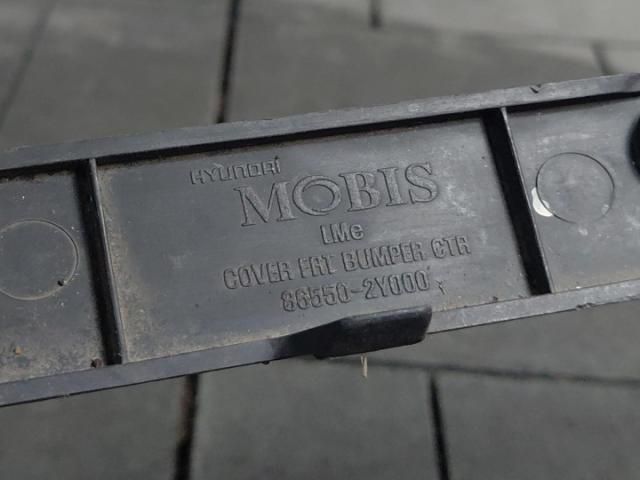 HYUNDAI
MOBIS
LMe
COVER FRT BUMPER CTR
86550-2Y000